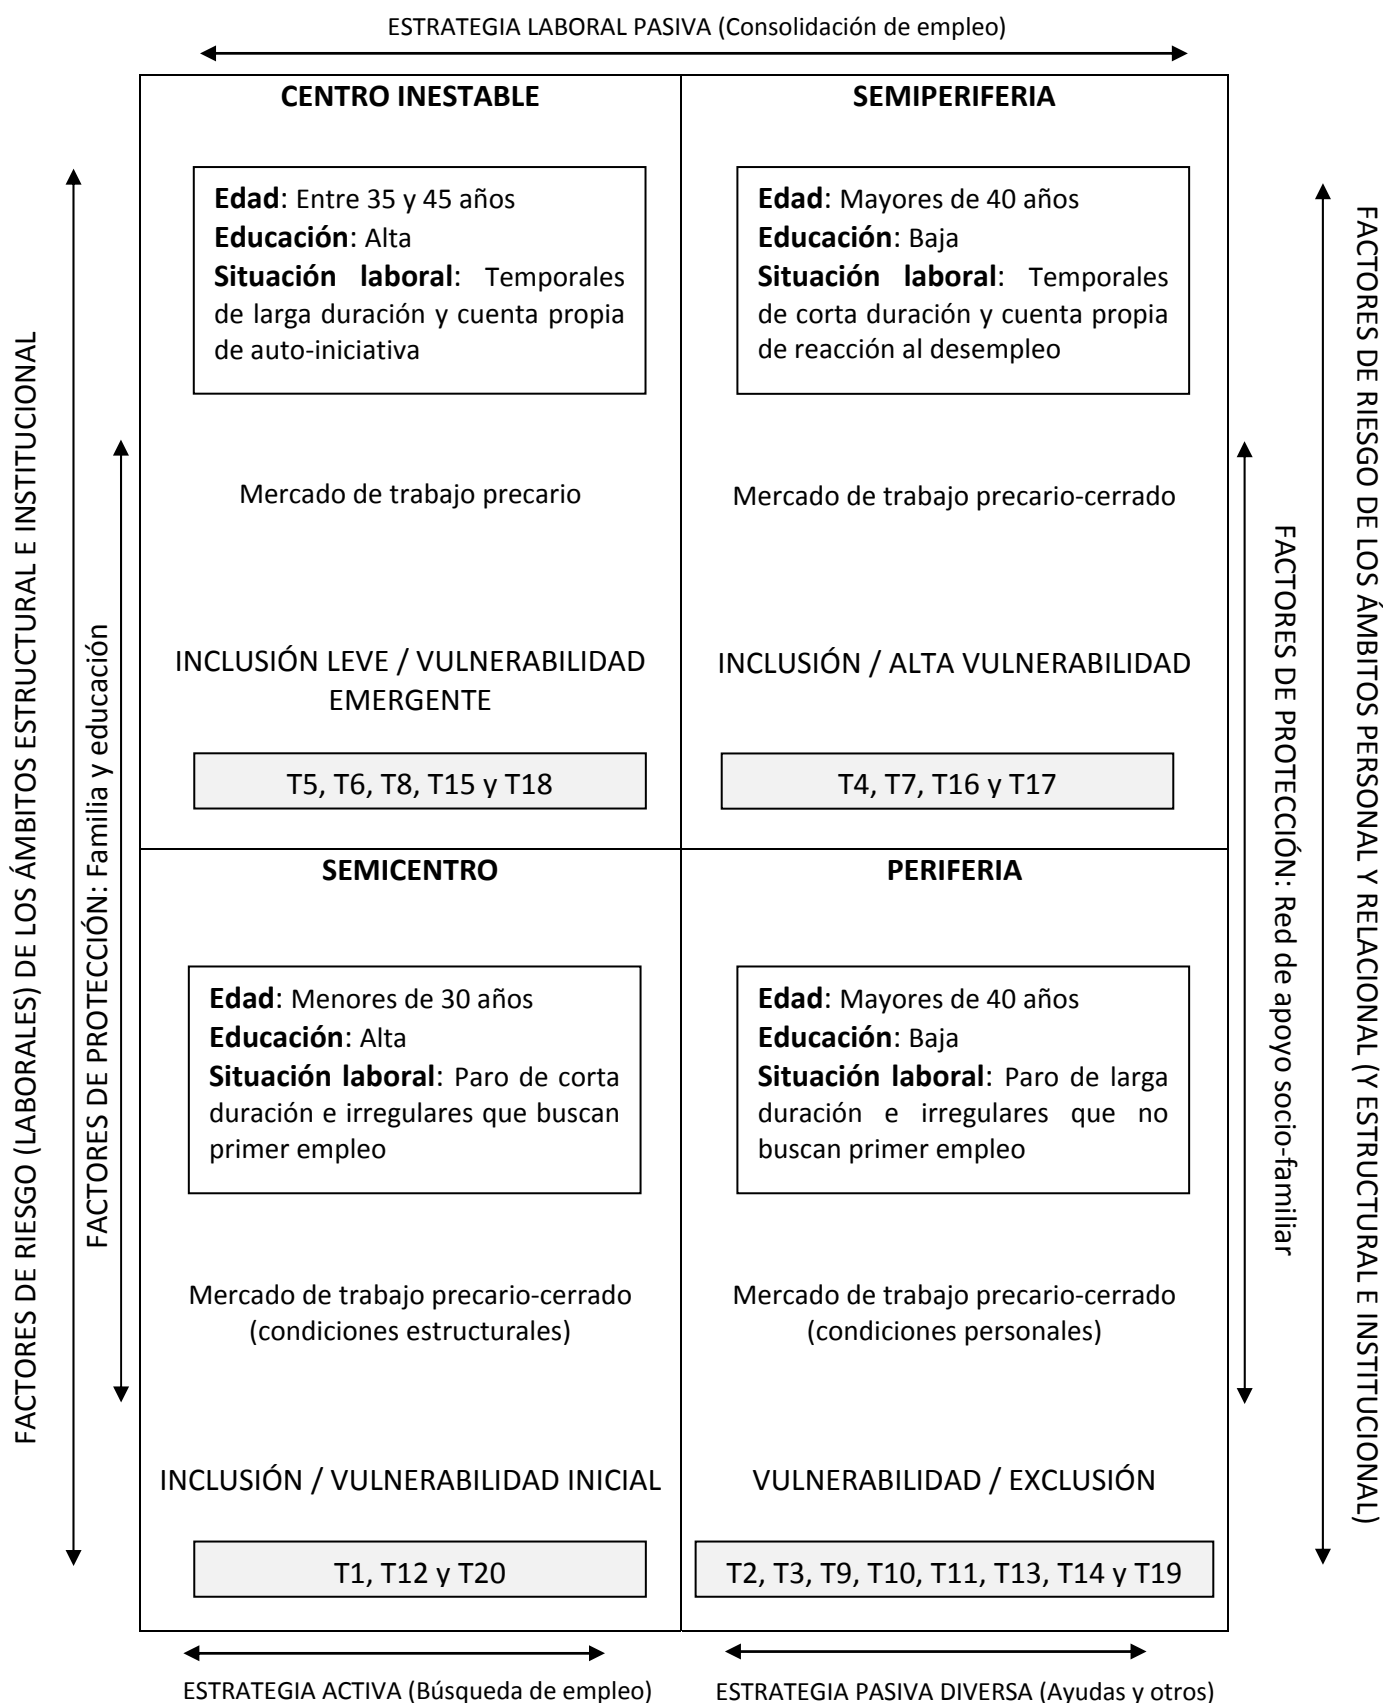 ESTRATEGIA LABORAL PASIVA (Consolidación de empleo)
FACTORES DE RIESGO (LABORALES) DE LOS ÁMBITOS ESTRUCTURAL E INSTITUCIONAL
FACTORES DE PROTECCIÓN: Familia y educación
CENTRO INESTABLE
Edad: Entre 35 y 45 años
Educación: Alta
Situación laboral: Temporales
de larga duración y cuenta propia
de auto-iniciativa
Mercado de trabajo precario
INCLUSIÓN LEVE / VULNERABILIDAD
EMERGENTE
T5, T6, T8, T15 y T18
SEMIPERIFERIA
Edad: Mayores de 40 años
Educación: Baja
Situación laboral: Temporales
de corta duración y cuenta propia
de reacción al desempleo
Mercado de trabajo precario-cerrado
INCLUSIÓN / ALTA VULNERABILIDAD
T4, T7, T16 y T17
SEMICENTRO
Edad: Menores de 30 años
Educación: Alta
Situación laboral: Paro de corta
duración e irregulares que buscan
primer empleo
Mercado de trabajo precario-cerrado
(condiciones estructurales)
INCLUSIÓN / VULNERABILIDAD INICIAL
T1, T12 y T20
PERIFERIA
Edad: Mayores de 40 años
Educación: Baja
Situación laboral: Paro de larga
duración e irregulares que no
buscan primer empleo
Mercado de trabajo precario-cerrado
(condiciones personales)
VULNERABILIDAD / EXCLUSIÓN
T2, T3, T9, T10, T11, T13, T14 y T19
FACTORES DE PROTECCIÓN: Red de apoyo socio-familiar
FACTORES DE RIESGO DE LOS ÁMBITOS PERSONAL Y RELACIONAL (Y ESTRUCTURAL E INSTITUCIONAL)
ESTRATEGIA ACTIVA (Búsqueda de empleo)
ESTRATEGIA PASIVA DIVERSA (Ayudas y otros)